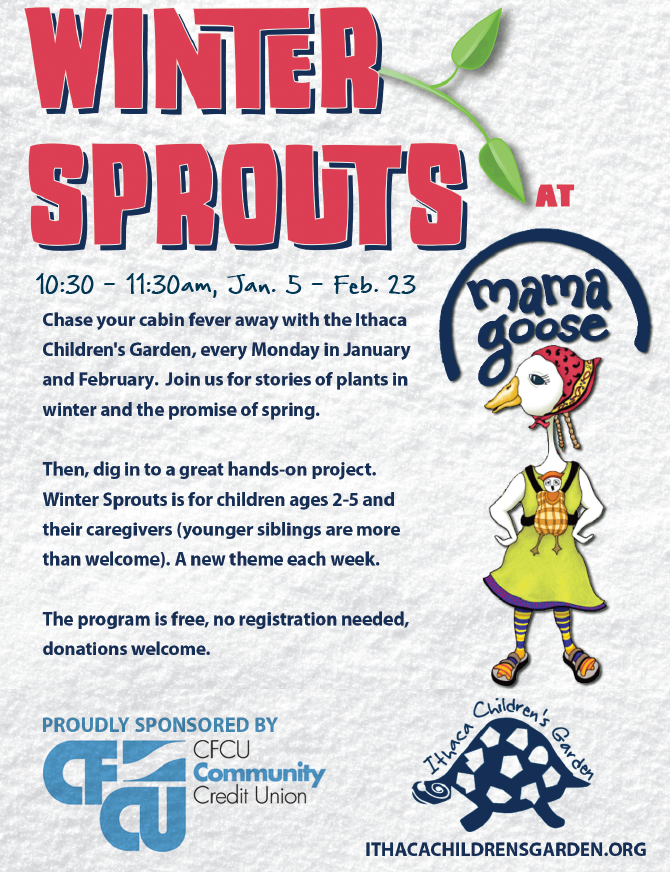 WINTER
SPROUTS
AT
mama
goose
10:30 – 11:30am, Jan. 5 – Feb. 23
Chase your cabin fever away with the Ithaca
Children's Garden, every Monday in January
and February.  Join us for stories of plants in
winter and the promise of spring.
Then, dig in to a great hands-on project.
Winter Sprouts is for children ages 2-5 and
their caregivers (younger siblings are more
than welcome). A new theme each week.
The program is free, no registration needed,
donations welcome.
PROUDLY SPONSORED BY
CFCU
CFCU
Community
Credit Union
Ithaca Children's Garden
ITHACACHILDRENSGARDEN.ORG